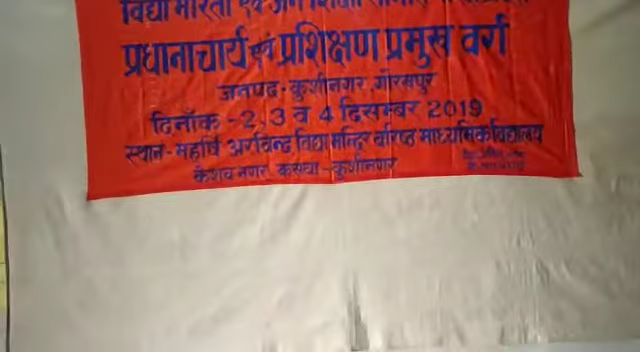 विद्या भारती एवं जन शिक्षा
प्रधानाचार्य एवं प्रशिक्षण प्रमुख वर्ग
जनपद - कुशीनगर, गोरखपुर
दिनाँक - 2, 3 व 4 दिसम्बर 2019
स्थान - महर्षि अरविन्द विद्या मन्दिर वरिष्ठ माध्यमिक विद्यालय
केशव नगर, कसया - कुशीनगर